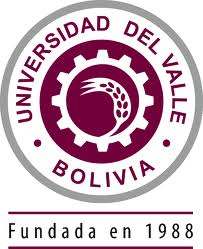 UNIVERSIDAD DEL VALLE
BOLIVIA
Fundada en 1988